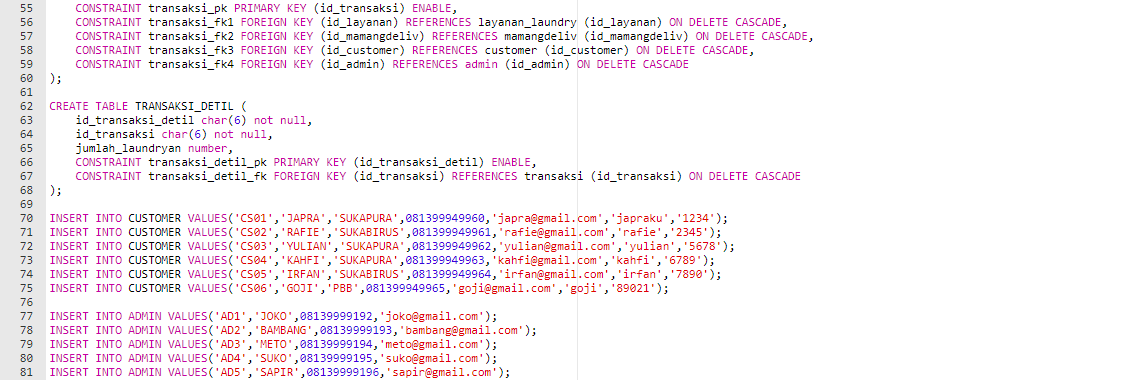 55 CONSTRAINT transaksi_pk PRIMARY KEY (id_transaksi) ENABLE,
56 CONSTRAINT transaksi_fk1 FOREIGN KEY (id_layanan) REFERENCES layanan_laundry (id_layanan) ON DELETE CASCADE,
57 CONSTRAINT transaksi_fk2 FOREIGN KEY (id_mamangdeliv) REFERENCES mamangdeliv (id_mamangdeliv) ON DELETE CASCADE,
58 CONSTRAINT transaksi_fk3 FOREIGN KEY (id_customer) REFERENCES customer (id_customer) ON DELETE CASCADE,
59 CONSTRAINT transaksi_fk4 FOREIGN KEY (id_admin) REFERENCES admin (id_admin) ON DELETE CASCADE
60 );
61
62 CREATE TABLE TRANSAKSI_DETIL (
63 id_transaksi_detil char(6) not null,
64 id_transaksi char(6) not null,
65 jumlah_laundryan number,
66 CONSTRAINT transaksi_detil_pk PRIMARY KEY (id_transaksi_detil) ENABLE,
67 CONSTRAINT transaksi_detil_fk FOREIGN KEY (id_transaksi) REFERENCES transaksi (id_transaksi) ON DELETE CASCADE
68 );
69
70 INSERT INTO CUSTOMER VALUES('CS01','JAPRA','SUKAPURA',081399949960,'japra@gmail.com','japraku','1234');
71 INSERT INTO CUSTOMER VALUES('CS02','RAFIE','SUKABIRUS',081399949961,'rafie@gmail.com','rafie','2345');
72 INSERT INTO CUSTOMER VALUES('CS03','YULIAN','SUKAPURA',081399949962,'yulian@gmail.com','yulian','5678');
73 INSERT INTO CUSTOMER VALUES('CS04','KAHFI','SUKAPURA',081399949963,'kahfi@gmail.com','kahfi','6789');
74 INSERT INTO CUSTOMER VALUES('CS05','IRFAN','SUKABIRUS',081399949964,'irfan@gmail.com','irfan','7890');
75 INSERT INTO CUSTOMER VALUES('CS06','GOJI','PBB',081399949965,'goji@gmail.com','goji','89021');
76
77 INSERT INTO ADMIN VALUES('AD1','JOKO',08139999192,'joko@gmail.com');
78 INSERT INTO ADMIN VALUES('AD2','BAMBANG',08139999193,'bambang@gmail.com');
79 INSERT INTO ADMIN VALUES('AD3','METO',08139999194,'meto@gmail.com');
80 INSERT INTO ADMIN VALUES('AD4','SUKO',08139999195,'suko@gmail.com');
81 INSERT INTO ADMIN VALUES('AD5','SAPIR',08139999196,'sapir@gmail.com');